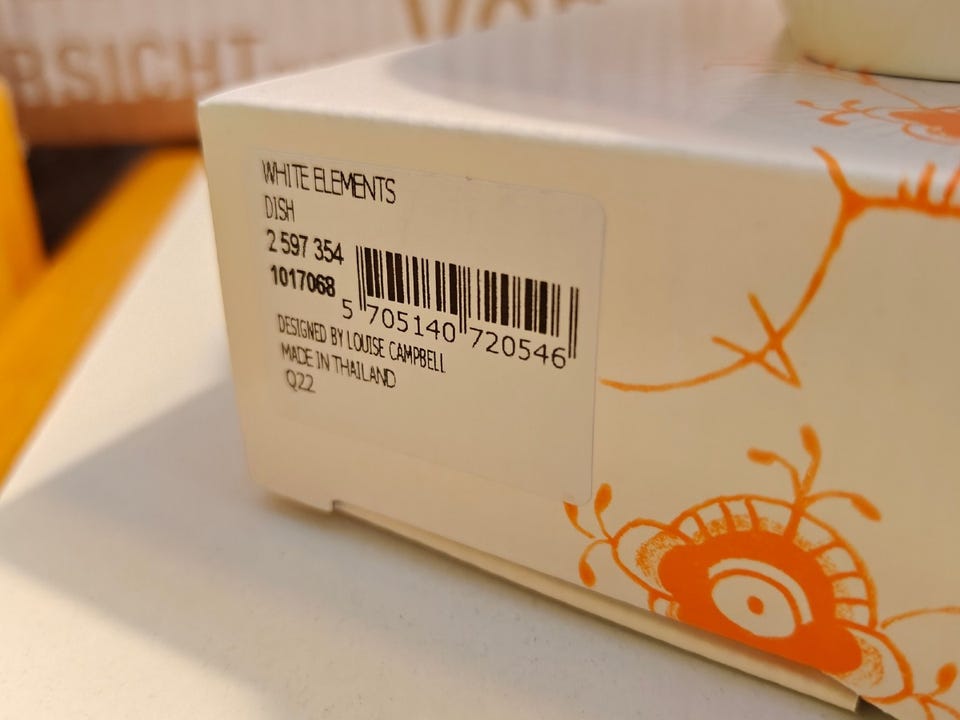 WHITE ELEMENTS
DISH
2 597 354
1017068
5 705140 720546
DESIGNED BY LOUISE CAMPBELL
MADE IN THAILAND
Q22